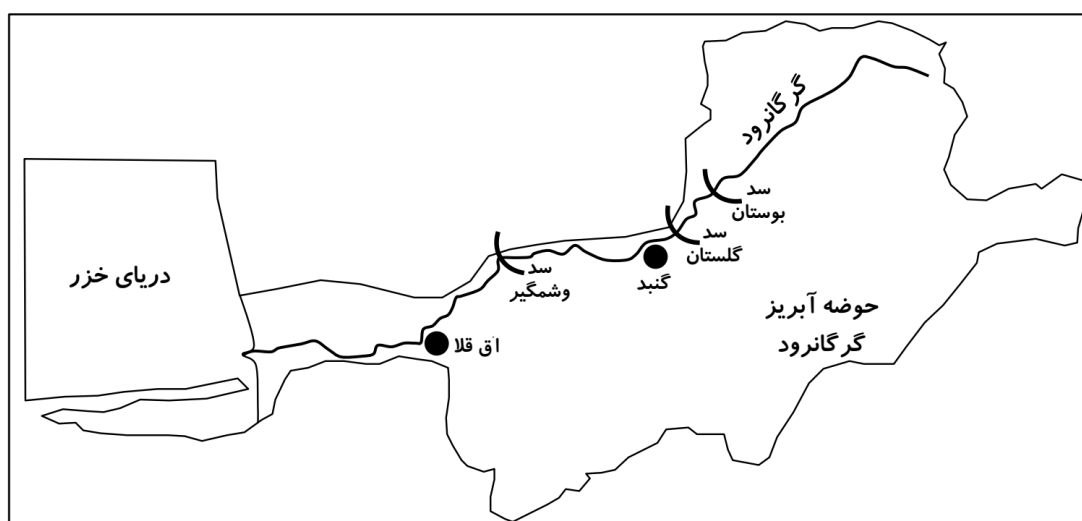 گرگانرود
سد
بوستان
سد
گلستان
گنبد
سد
وشمگیر
دریای خزر
حوضه آبریز
گرگانرود
اق قلا